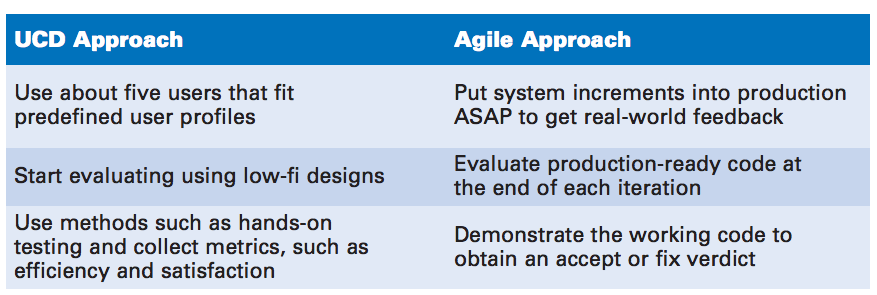 UCD Approach
Agile Approach
Use about five users that fit
predefined user profiles
Put system increments into production
ASAP to get real-world feedback
Start evaluating using low-fi designs
Evaluate production-ready code at
the end of each iteration
Use methods such as hands-on
testing and collect metrics, such as
efficiency and satisfaction
Demonstrate the working code to
obtain an accept or fix verdict